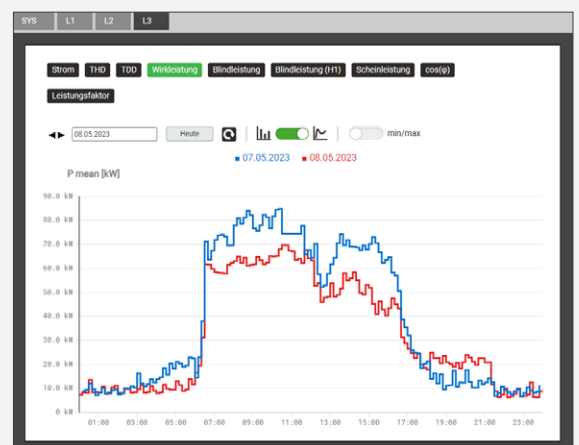 SYS L1 L2 L3
Strom THD TDD Wirkleistung Blindleistung Blindleistung (H1) Scheinleistung cos(φ)
Leistungsfaktor
08.05.2023 Heute min/max
07.05.2023 08.05.2023
P mean [kW]
90.0 kW
80.0 kW
70.0 kW
60.0 kW
50.0 kW
40.0 kW
30.0 kW
20.0 kW
10.0 kW
0 kW
01:00 03:00 05:00 07:00 09:00 11:00 13:00 15:00 17:00 19:00 21:00 23:00